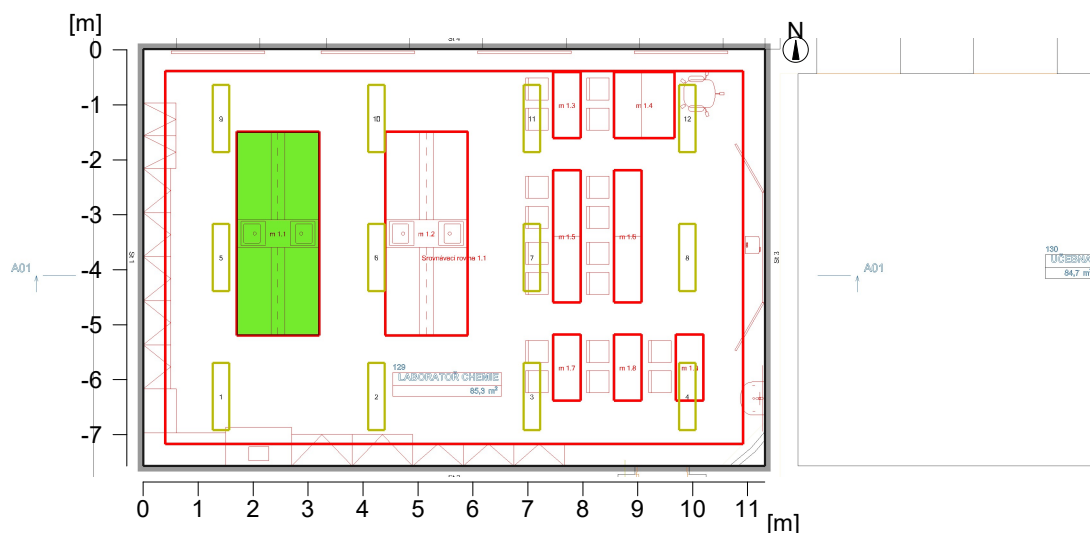 [m]
N
0
-1
-2
-3
-4
-5
-6
-7
m 1.3
m 1.4
9
11
12
m 1.1
m 1.2
m 1.5
m 1.6
Srovnávací rovina 1.1
5
6
7
8
St 1
St 3
A01
A01
130
UČEBNA
84,7 m²
129
LABORATOŘ CHEMIE
65,3 m²
m 1.7
m 1.8
1
2
3
4
0 1 2 3 4 5 6 7 8 9 10 11
[m]